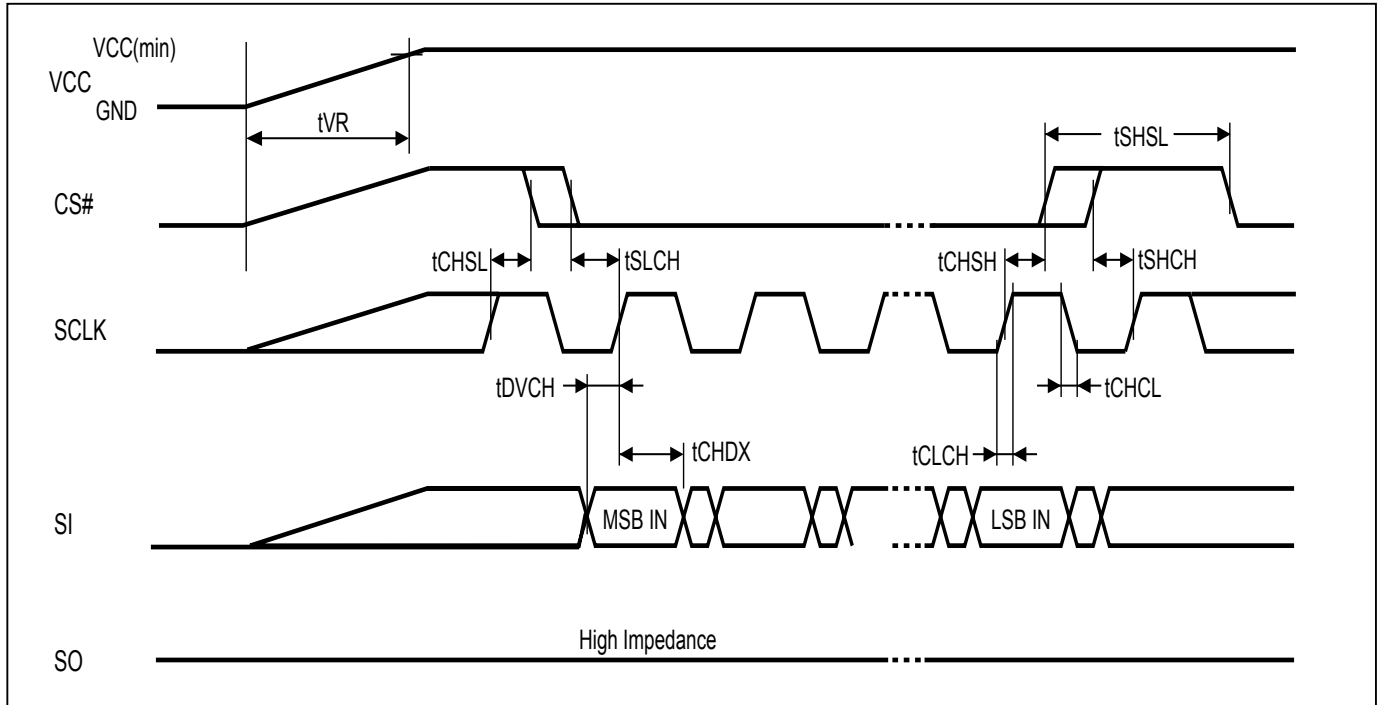 VCC(min)
VCC
GND
tVR
tSHSL
CS#
tCHSL
tSLCH
tCHSH
tSHCH
SCLK
tDVCH
tCHCL
tCHDX
tCLCH
SI
MSB IN
LSB IN
High Impedance
SO